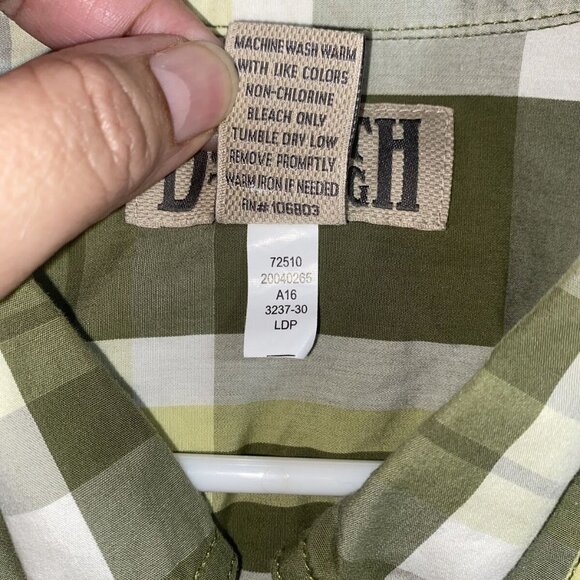 MACHINE WASH WARM
WITH LIKE COLORS
NON-CHLORINE
BLEACH ONLY
TUMBLE DRY LOW
REMOVE PROMPTLY
WARM IRON IF NEEDED
RN# 106803
72510
20040265
A16
3237-30
LDP